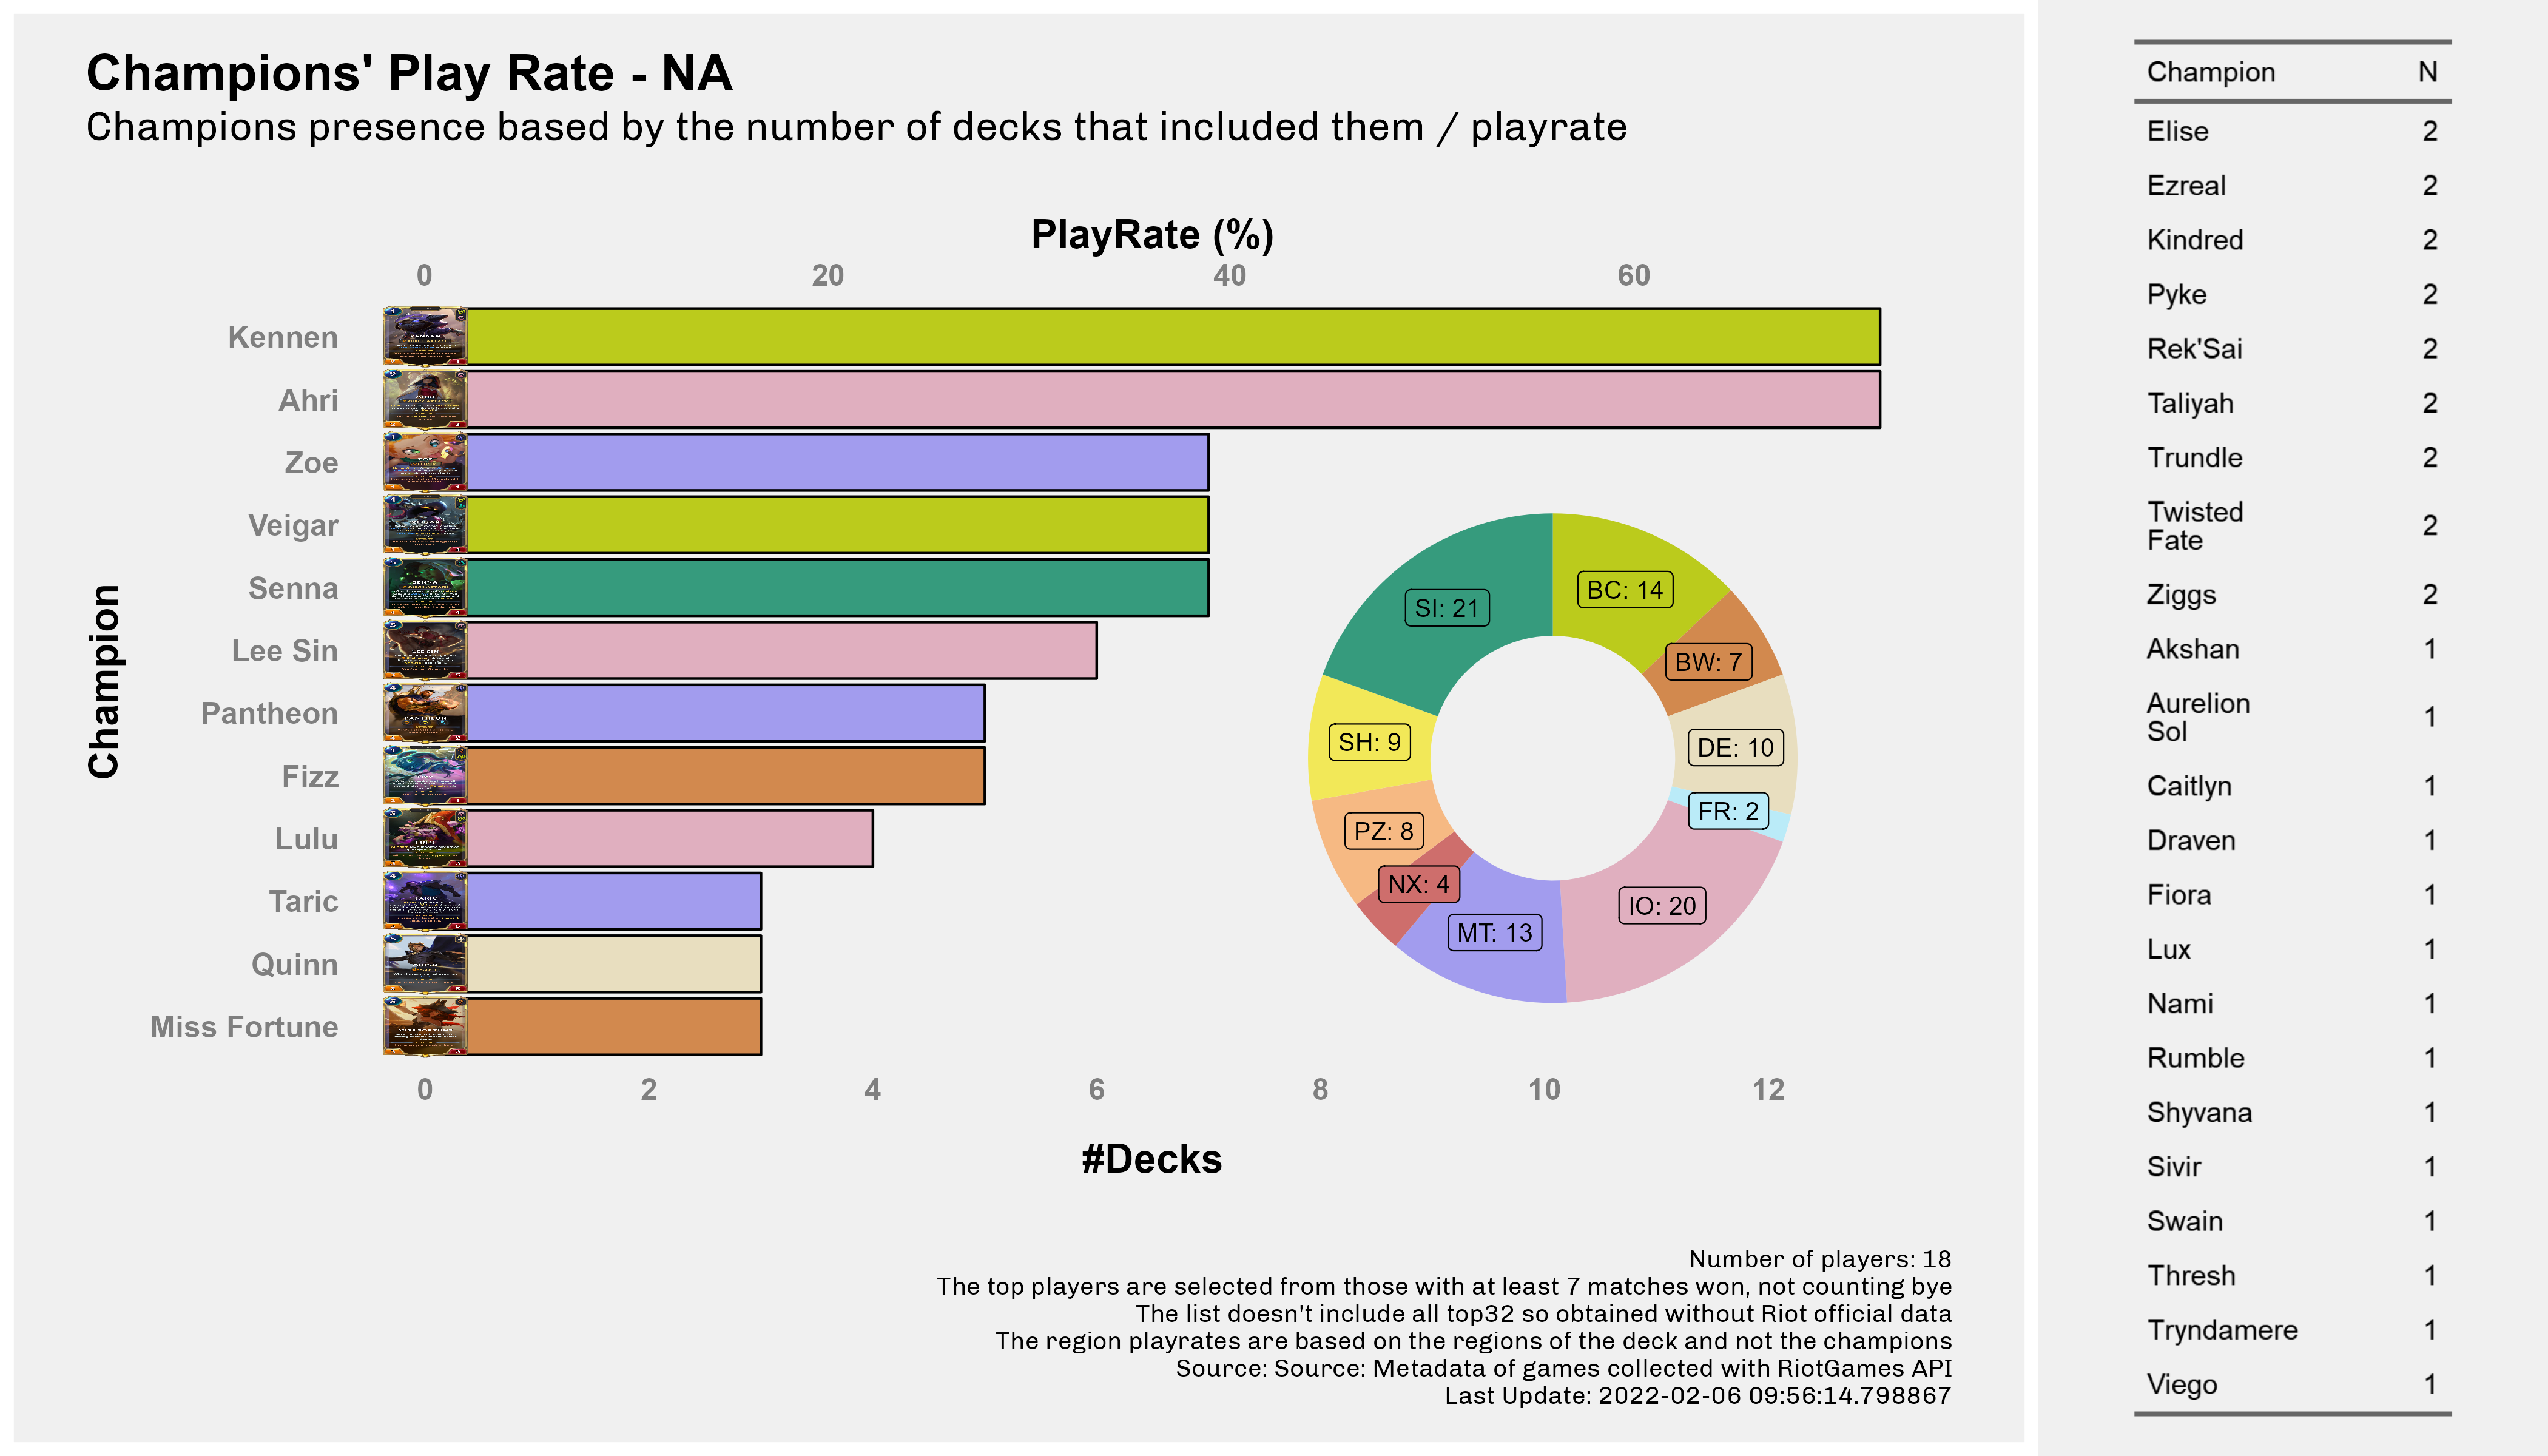 Champions' Play Rate - NA
Champions presence based by the number of decks that included them / playrate
PlayRate (%)
0 20 40 60
Champion
Kennen
Ahri
Zoe
Veigar
Senna
Lee Sin
Pantheon
Fizz
Lulu
Taric
Quinn
Miss Fortune
0 2 4 6 8 10 12
#Decks
BC: 14
BW: 7
DE: 10
FR: 2
IO: 20
MT: 13
NX: 4
PZ: 8
SH: 9
SI: 21
Number of players: 18
The top players are selected from those with at least 7 matches won, not counting bye
The list doesn't include all top32 so obtained without Riot official data
The region playrates are based on the regions of the deck and not the champions
Source: Source: Metadata of games collected with RiotGames API
Last Update: 2022-02-06 09:56:14.798867
Champion N
Elise 2
Ezreal 2
Kindred 2
Pyke 2
Rek'Sai 2
Taliyah 2
Trundle 2
Twisted
Fate 2
Ziggs 2
Akshan 1
Aurelion
Sol 1
Caitlyn 1
Draven 1
Fiora 1
Lux 1
Nami 1
Rumble 1
Shyvana 1
Sivir 1
Swain 1
Thresh 1
Tryndamere 1
Viego 1